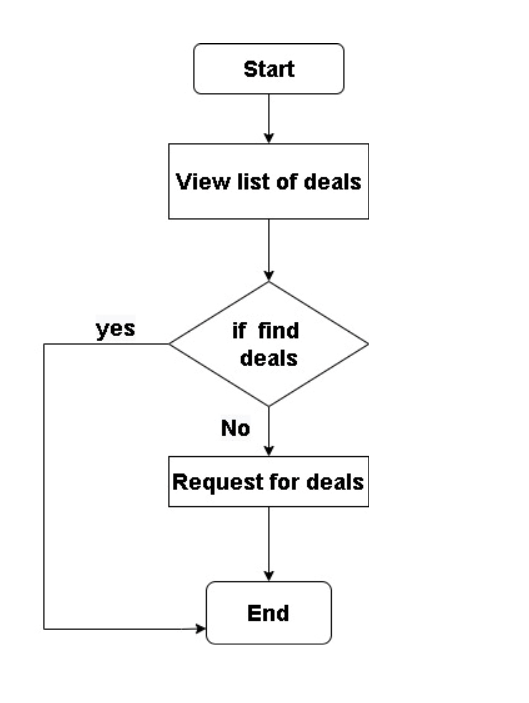 Start
View list of deals
yes
if find
deals
No
Request for deals
End